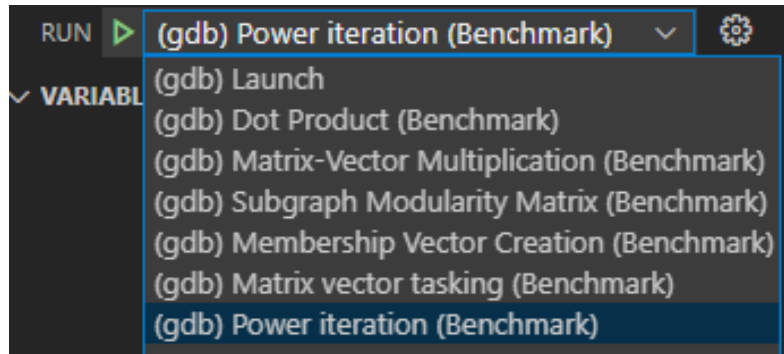 RUN (gdb) Power iteration (Benchmark)
(gdb) Launch
VARIABL
(gdb) Dot Product (Benchmark)
(gdb) Matrix-Vector Multiplication (Benchmark)
(gdb) Subgraph Modularity Matrix (Benchmark)
(gdb) Membership Vector Creation (Benchmark)
(gdb) Matrix vector tasking (Benchmark)
(gdb) Power iteration (Benchmark)